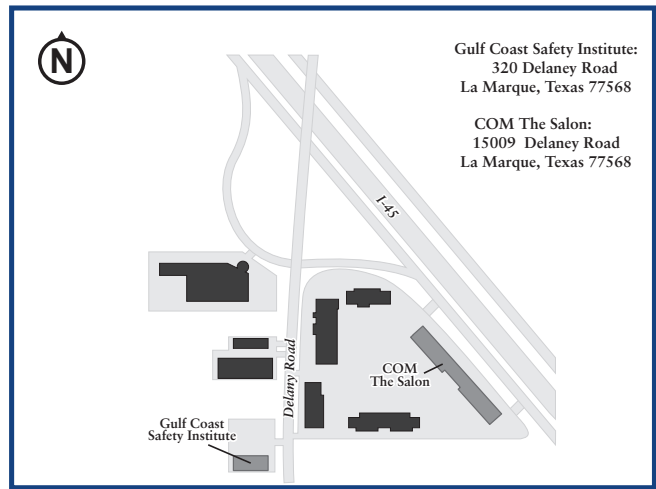 N
Gulf Coast Safety Institute:
320 Delaney Road
La Marque, Texas 77568
COM The Salon:
15009 Delaney Road
La Marque, Texas 77568
I-45
Delany Road
COM
The Salon
Gulf Coast
Safety Institute